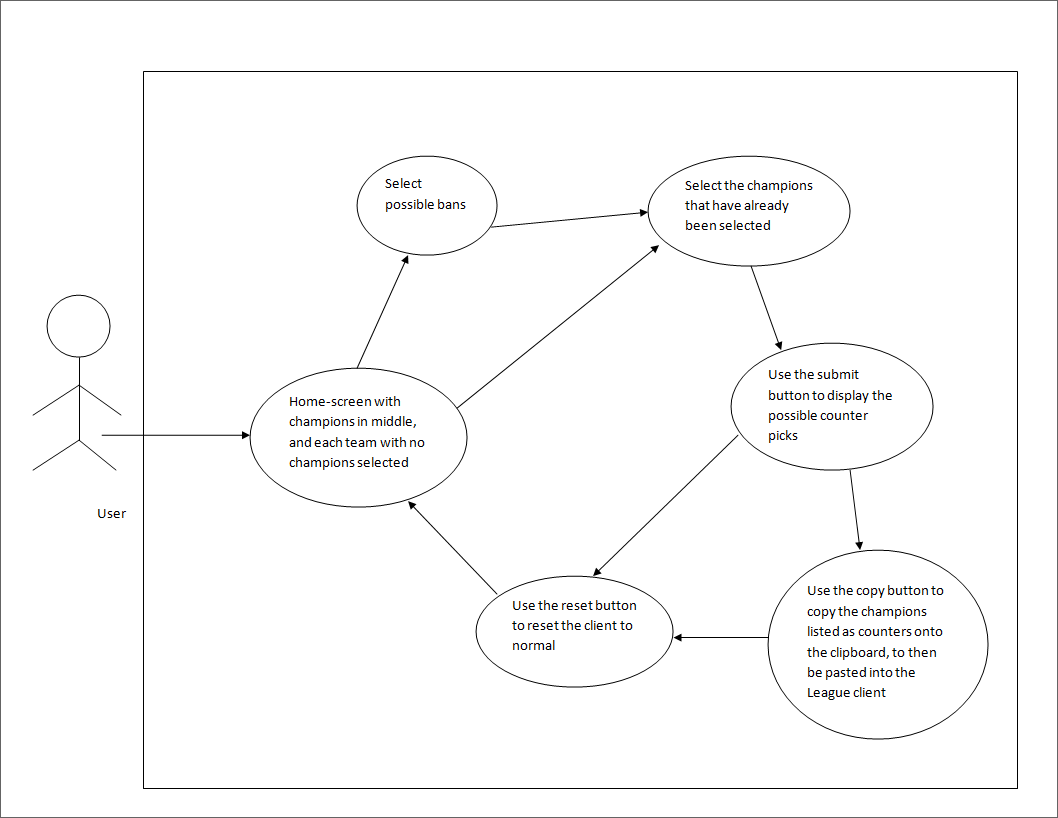 Select
possible bans
Select the champions
that have already
been selected
Use the submit
button to display the
possible counter
picks
Home-screen with
champions in middle,
and each team with no
champions selected
User
Use the reset button
to reset the client to
normal
Use the copy button to
copy the champions
listed as counters onto
the clipboard, to then
be pasted into the
League client